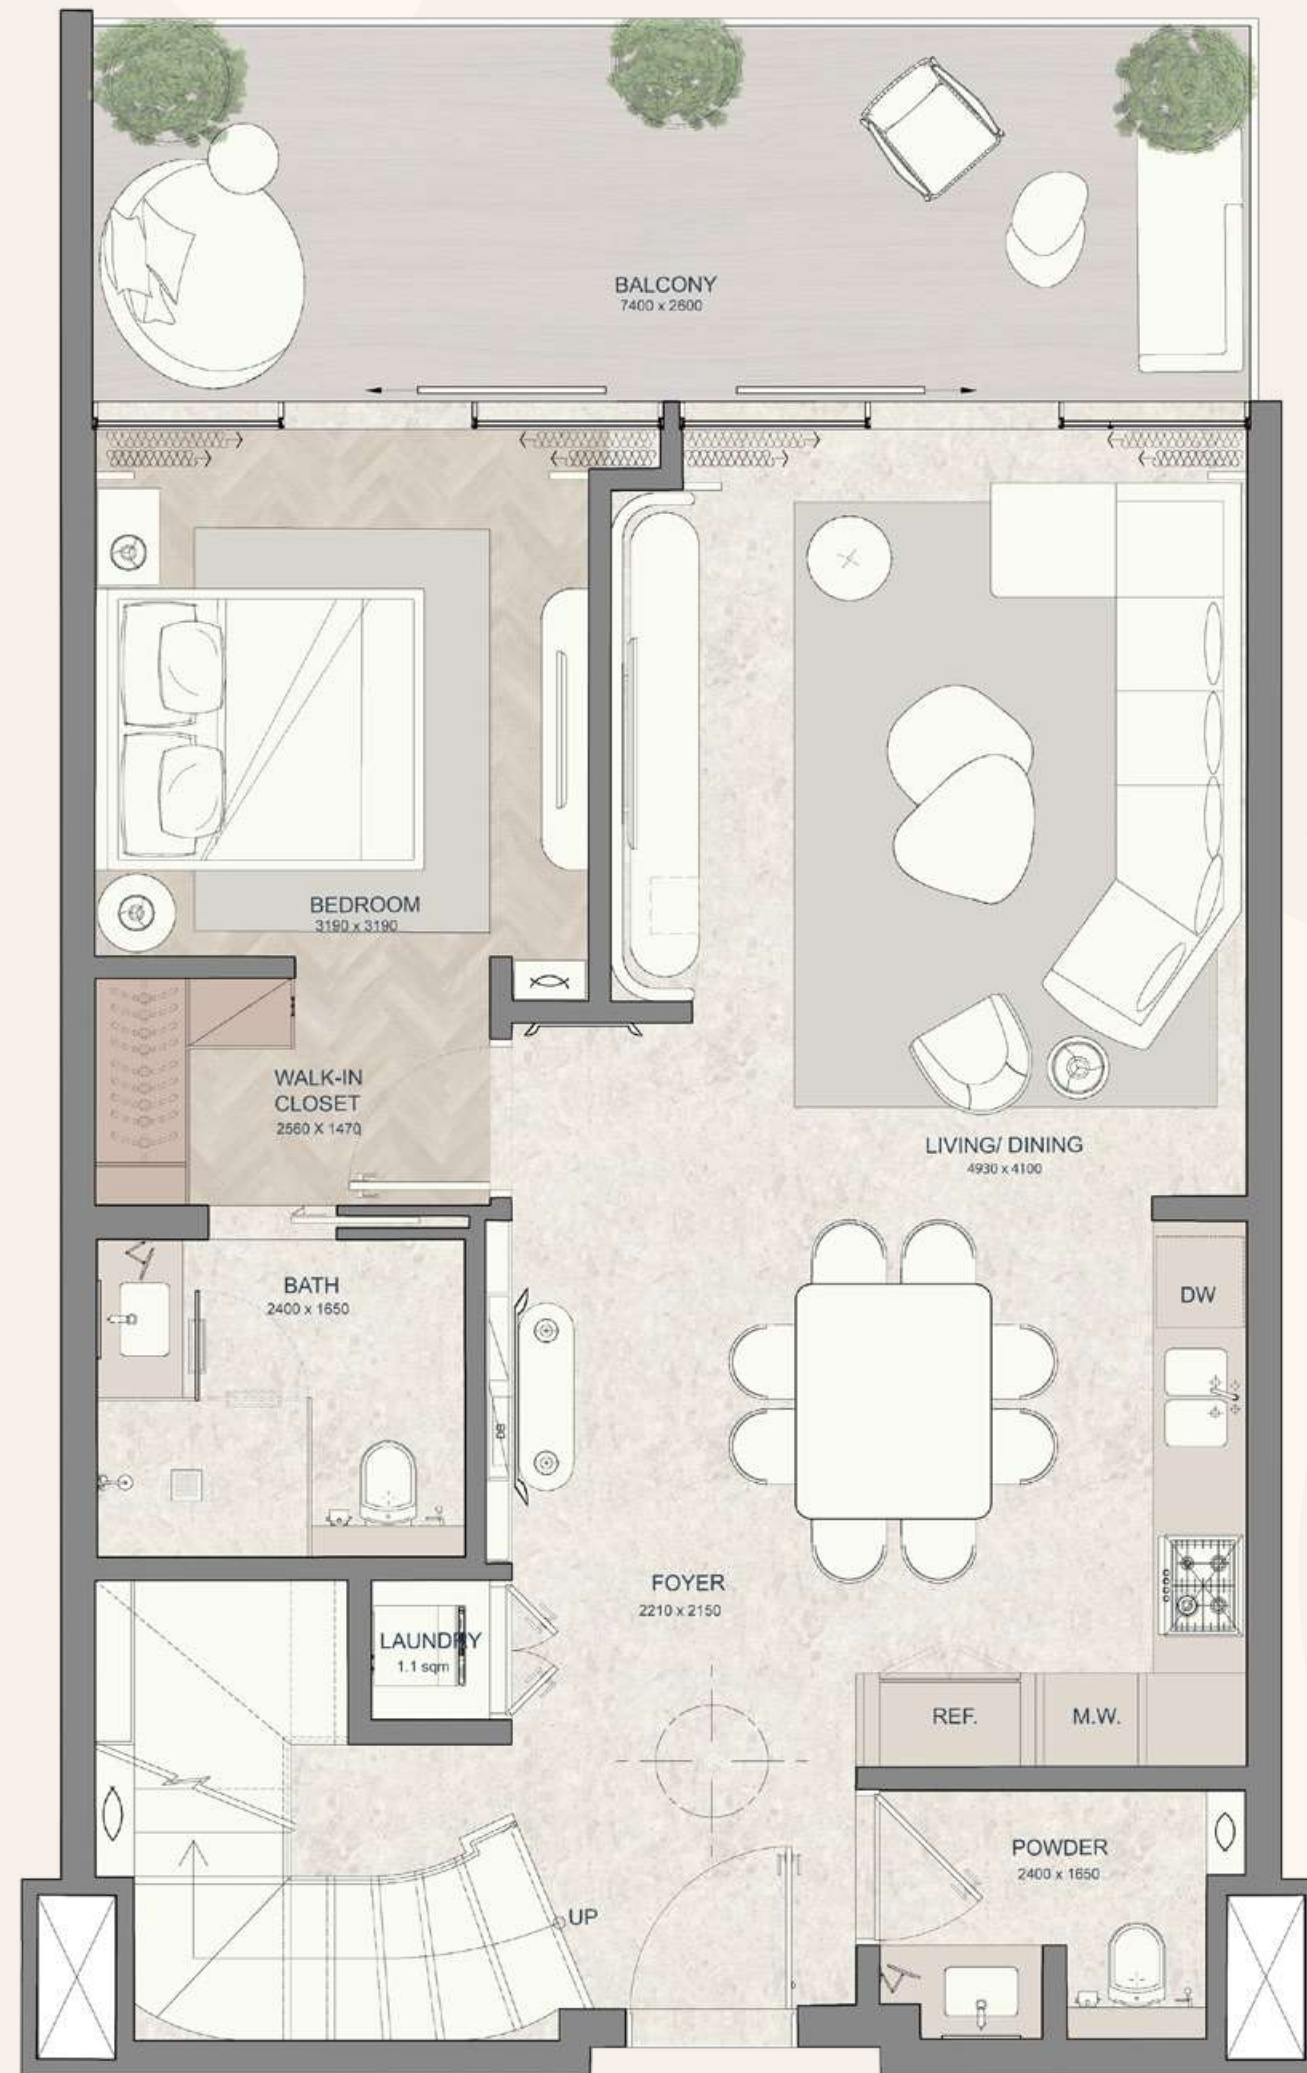 BALCONY
7400 x 2600
BEDROOM
3190 x 3190
WALK-IN
CLOSET
2560 X 1470
LIVING/ DINING
4930 x 4100
BATH
2400 x 1650
DW
DB
FOYER
2210 x 2150
LAUNDRY
1.1 sqm
REF.
M.W.
POWDER
2400 x 1650
UP